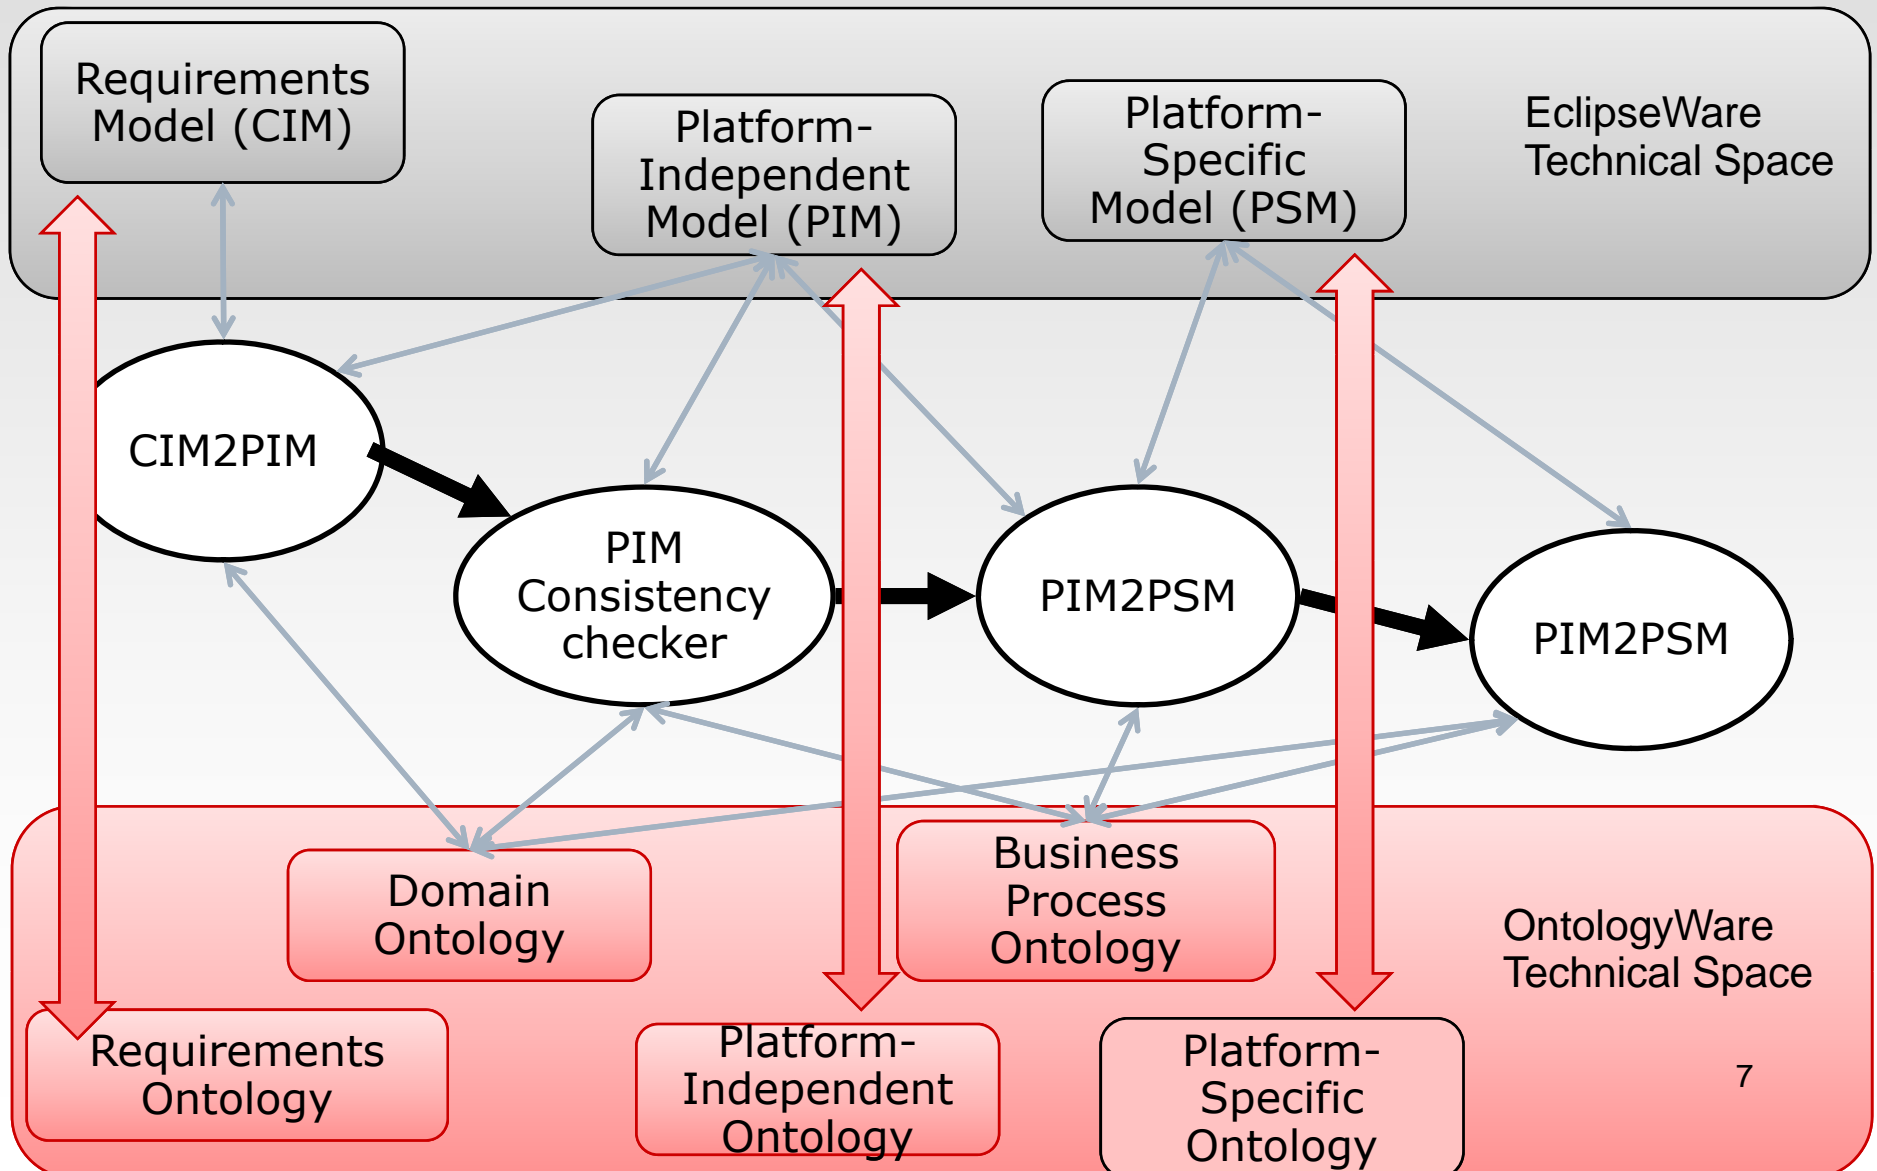 Requirements
Model (CIM)
Platform-
Independent
Model (PIM)
Platform-
Specific
Model (PSM)
EclipseWare
Technical Space
CIM2PIM
PIM
Consistency
checker
PIM2PSM
PIM2PSM
Domain
Ontology
Business
Process
Ontology
OntologyWare
Technical Space
Requirements
Ontology
Platform-
Independent
Ontology
Platform-
Specific
Ontology
7